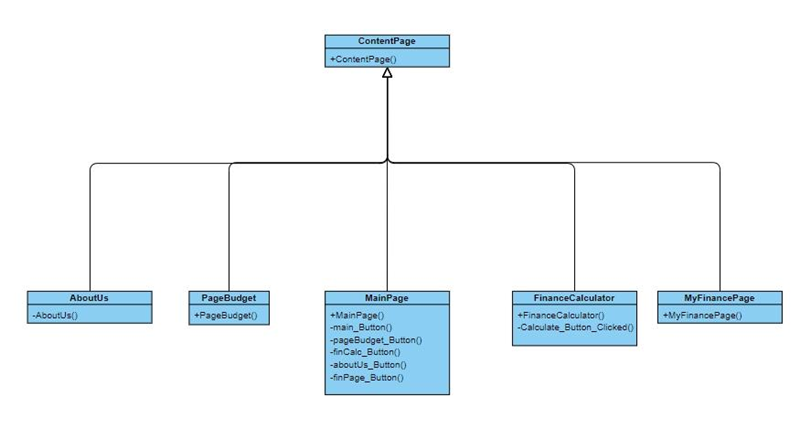 ContentPage
+ContentPage()
AboutUs
-AboutUs()
PageBudget
+PageBudget()
MainPage
+MainPage()
-main_Button()
-pageBudget_Button()
-finCalc_Button()
-aboutUs_Button()
-finPage_Button()
FinanceCalculator
+FinanceCalculator()
-Calculate_Button_Clicked()
MyFinancePage
+MyFinancePage()